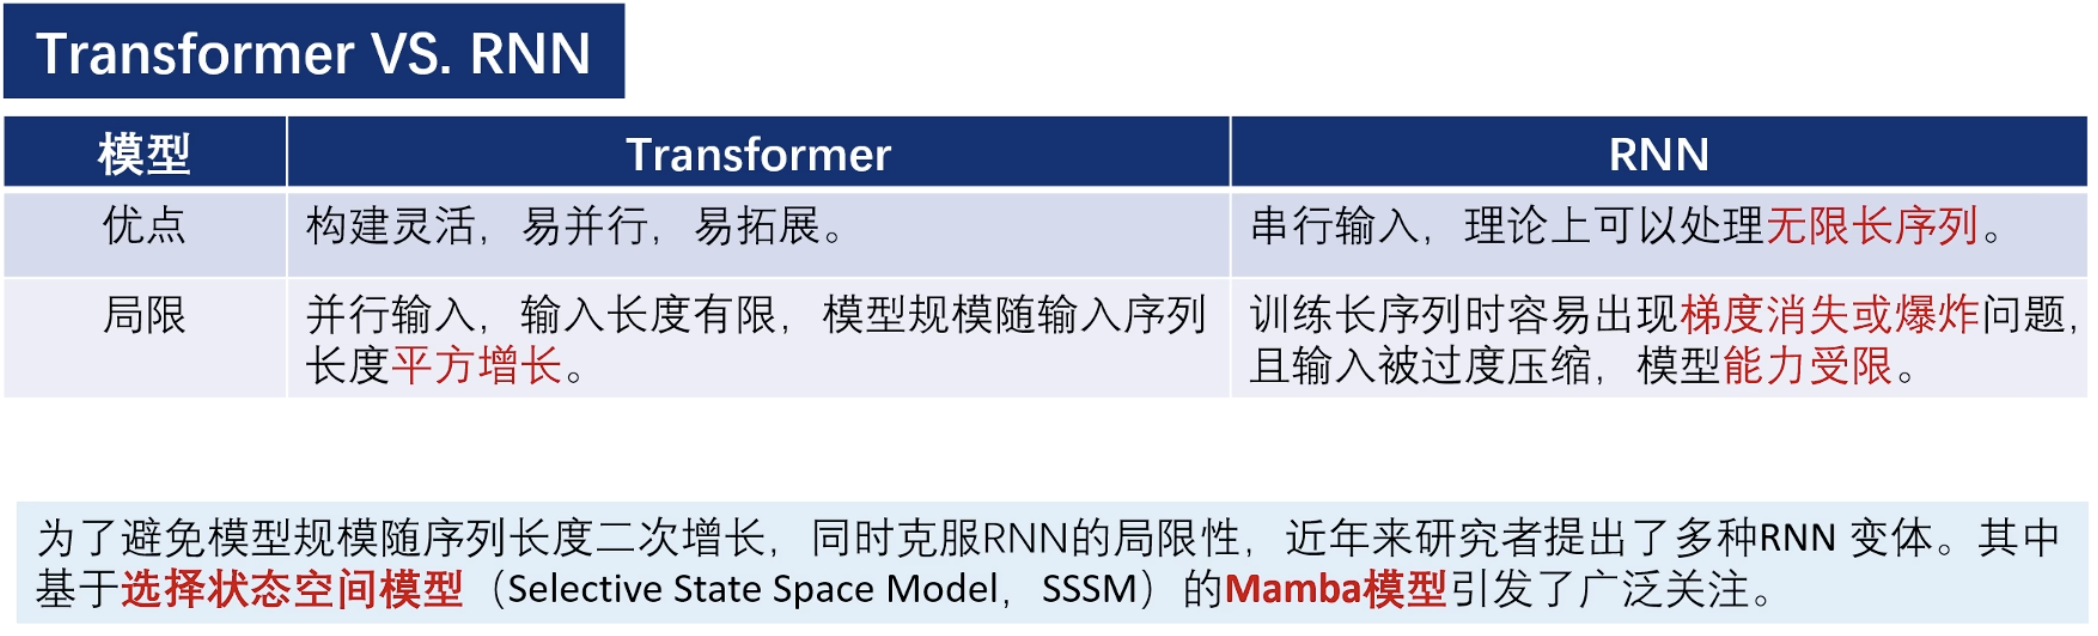 Transformer VS. RNN
模型
Transformer
RNN
优点
构建灵活，易并行，易拓展。
串行输入，理论上可以处理无限长序列。
局限
并行输入，输入长度有限，模型规模随输入序列
长度平方增长。
训练长序列时容易出现梯度消失或爆炸问题，
且输入被过度压缩，模型能力受限。
为了避免模型规模随序列长度二次增长，同时克服RNN的局限性，近年来研究者提出了多种RNN 变体。其中
基于选择状态空间模型（Selective State Space Model，SSSM）的Mamba模型引发了广泛关注。